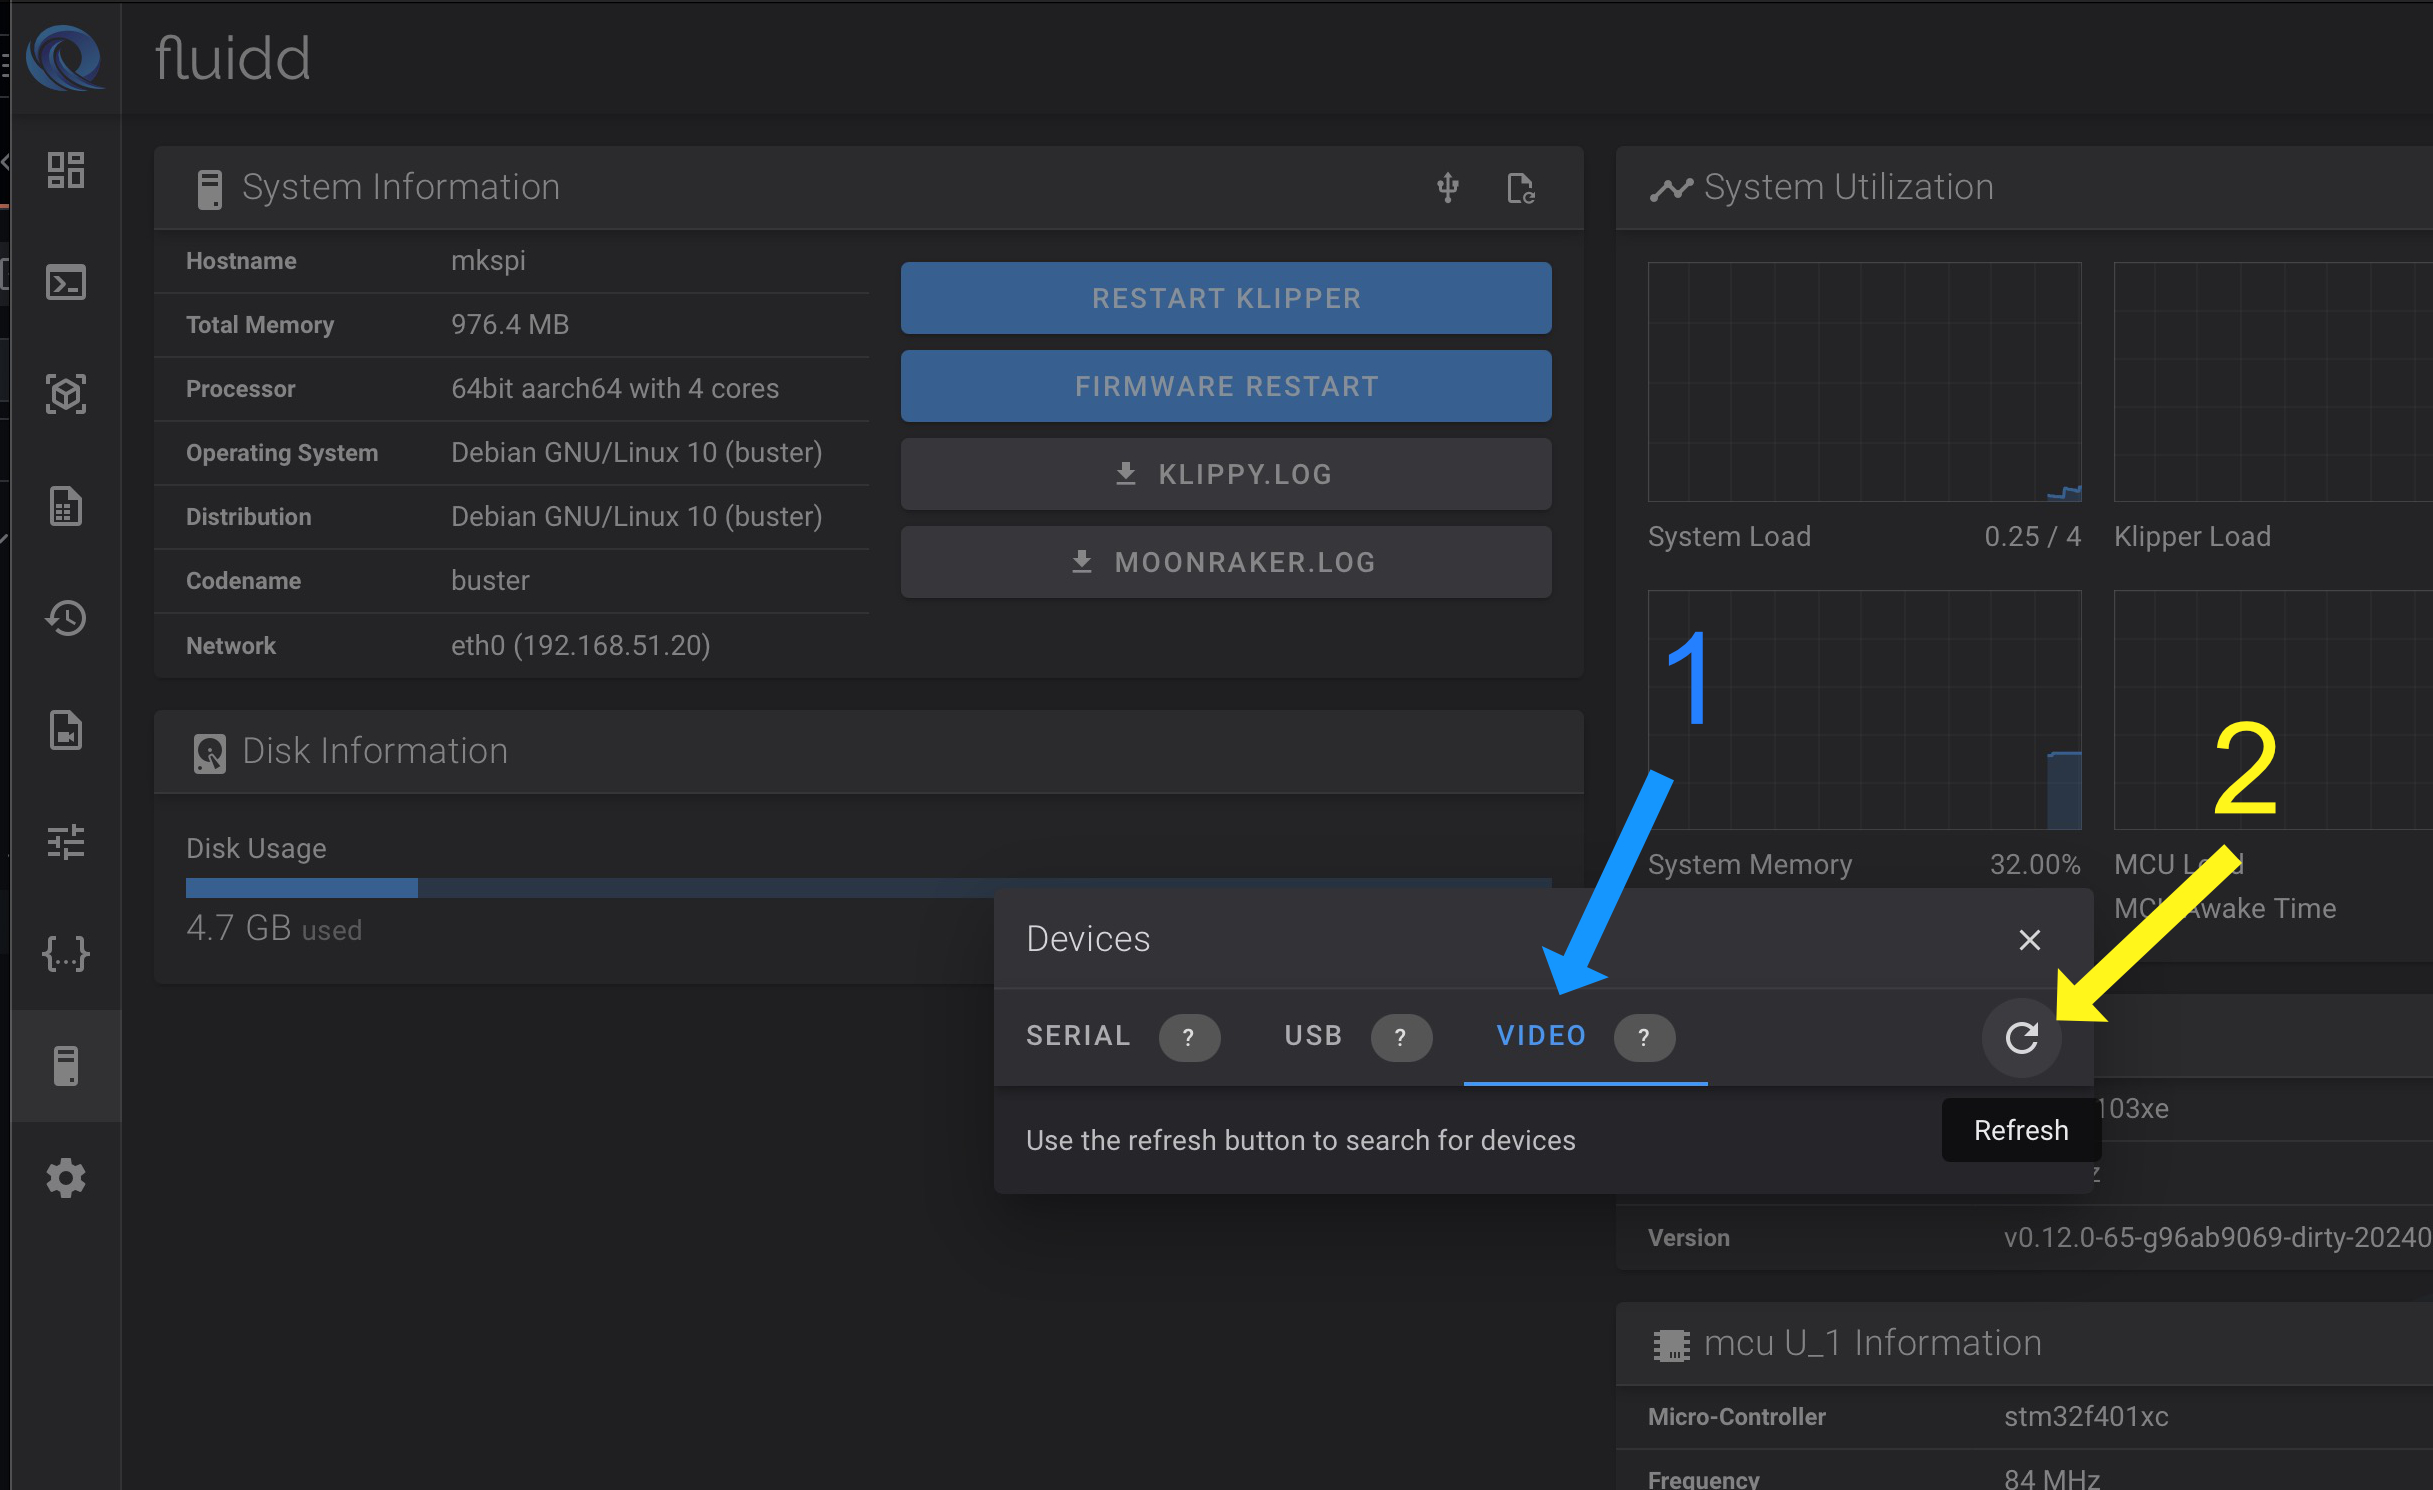 fluidd
System Information
Hostname mkspi
Total Memory 976.4 MB
Processor 64bit aarch64 with 4 cores
Operating System Debian GNU/Linux 10 (buster)
Distribution Debian GNU/Linux 10 (buster)
Codename buster
Network eth0 (192.168.51.20)
RESTART KLIPPER
FIRMWARE RESTART
KLIPPY.LOG
MOONRAKER.LOG
Disk Information
Disk Usage
4.7 GB used
System Utilization
System Load 0.25 / 4
Klipper Load
1
2
System Memory 32.00%
MCU
Awake Time
Devices
SERIAL ? USB ? VIDEO ?
Use the refresh button to search for devices
Refresh
103xe
z
Version v0.12.0-65-g96ab9069-dirty-20240
mcu U_1 Information
Micro-Controller stm32f401xc
Frequency 84 MHz